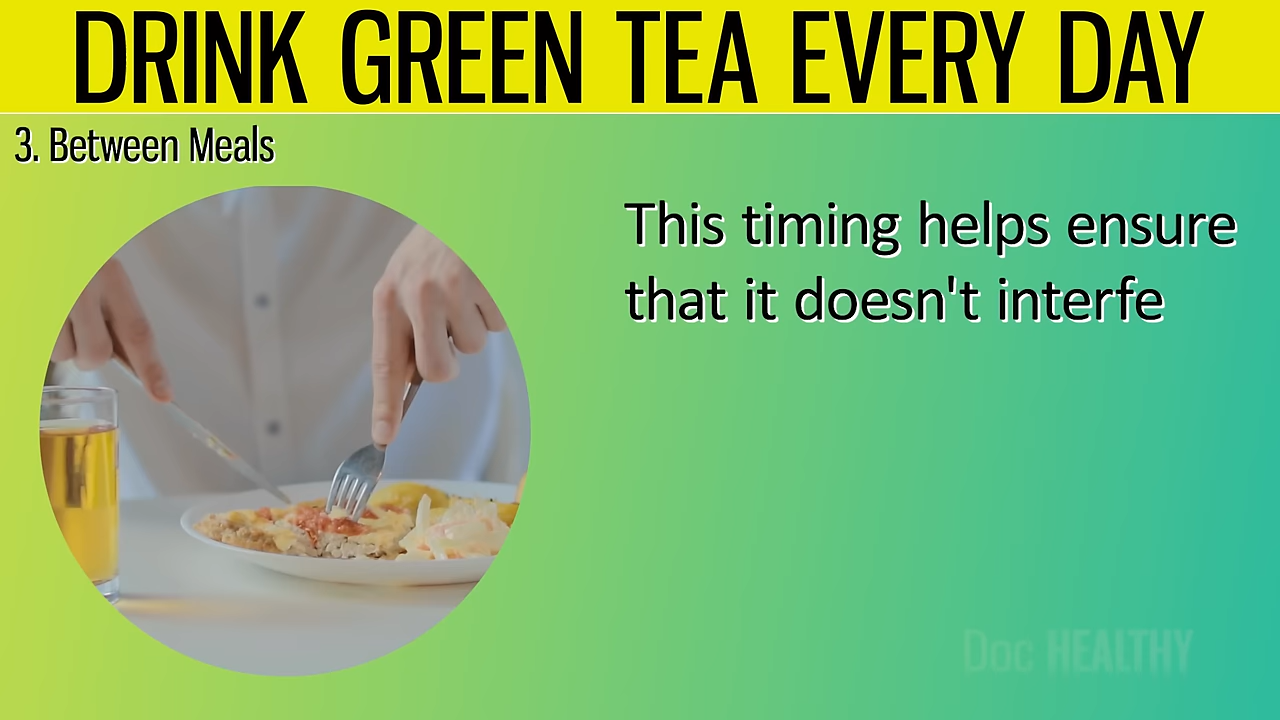 DRINK GREEN TEA EVERY DAY
3. Between Meals
This timing helps ensure
that it doesn't interfe
Doc HEALTHY